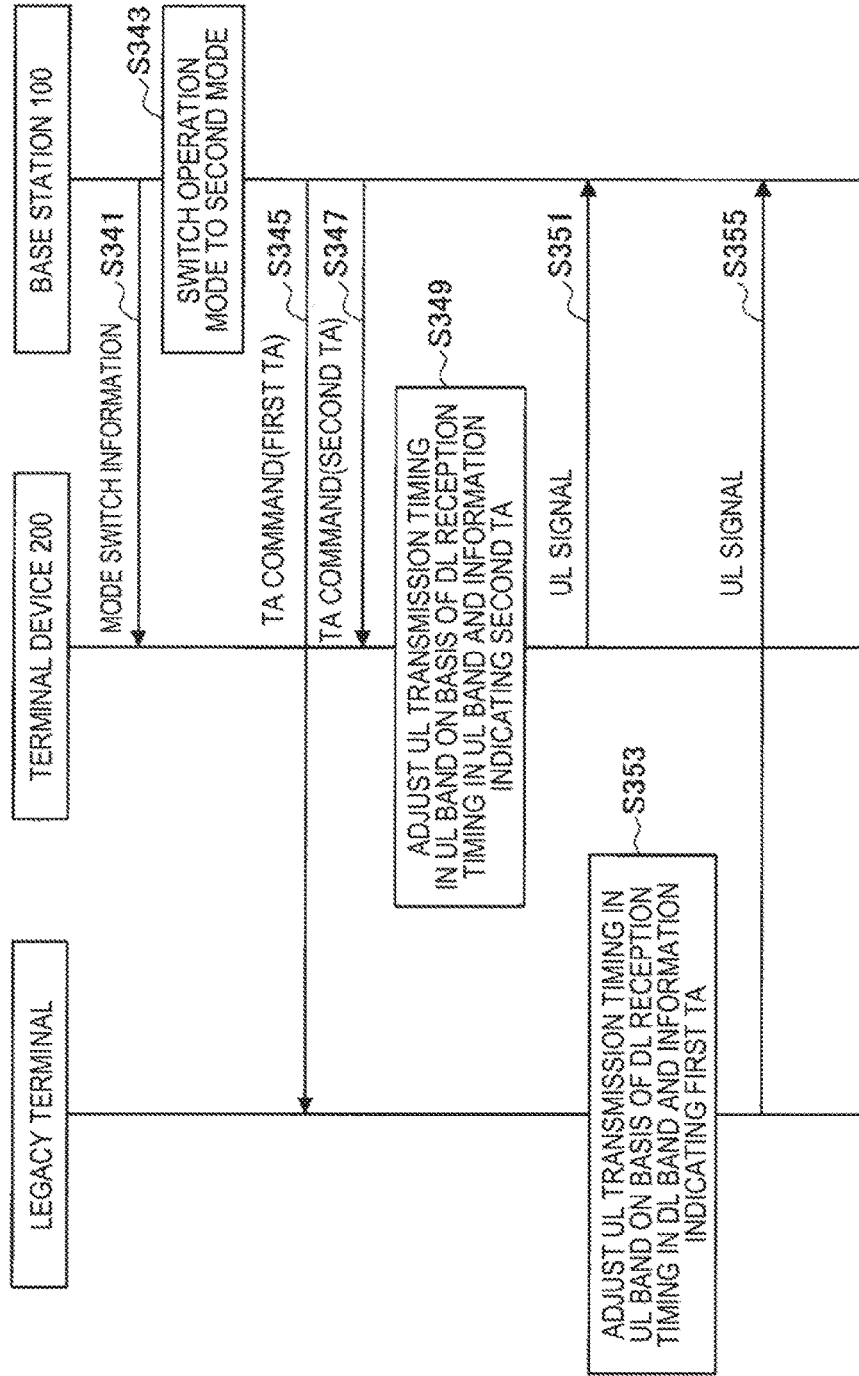 LEGACY TERMINAL
TERMINAL DEVICE 200
BASE STATION 100
MODE SWITCH INFORMATION
S341
S343
SWITCH OPERATION
MODE TO SECOND MODE
TA COMMAND(FIRST TA)
S345
TA COMMAND(SECOND TA)
S347
S349
ADJUST UL TRANSMISSION TIMING
IN UL BAND ON BASIS OF DL RECEPTION
TIMING IN UL BAND AND INFORMATION
INDICATING SECOND TA
UL SIGNAL
S351
S353
ADJUST UL TRANSMISSION TIMING IN
UL BAND ON BASIS OF DL RECEPTION
TIMING IN DL BAND AND INFORMATION
INDICATING FIRST TA
UL SIGNAL
S355